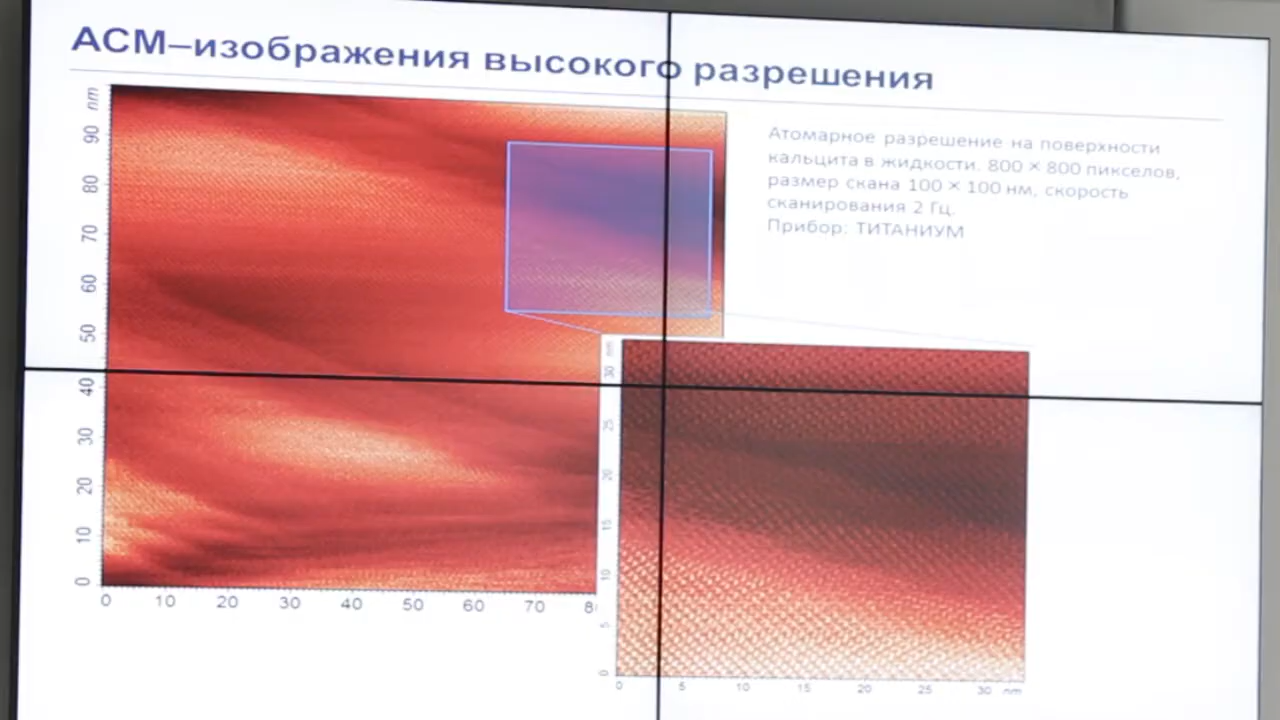 АСМ–изображения высокого разрешения
Атомарное разрешение на поверхности
кальцита в жидкости. 800 × 800 пикселов,
размер скана 100 × 100 нм, скорость
сканирования 2 Гц.
Прибор: ТИТАНИУМ
nm
90
80
70
60
50
40
30
20
10
0
0 10 20 30 40 50 60 70 8
nm
30
25
20
15
10
5
0
0 5 10 15 20 25 30 nm